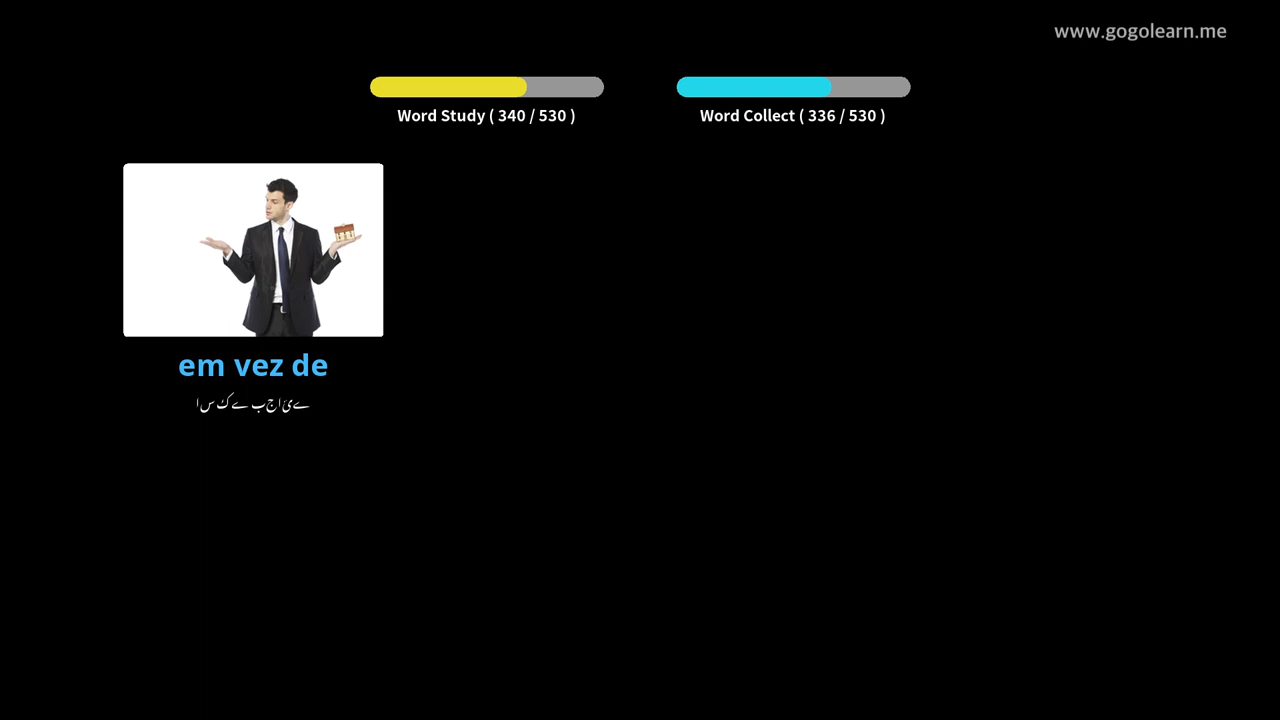 www.gogolearn.me
Word Study ( 340 / 530 )
Word Collect ( 336 / 530 )
em vez de
اس کے بجائے